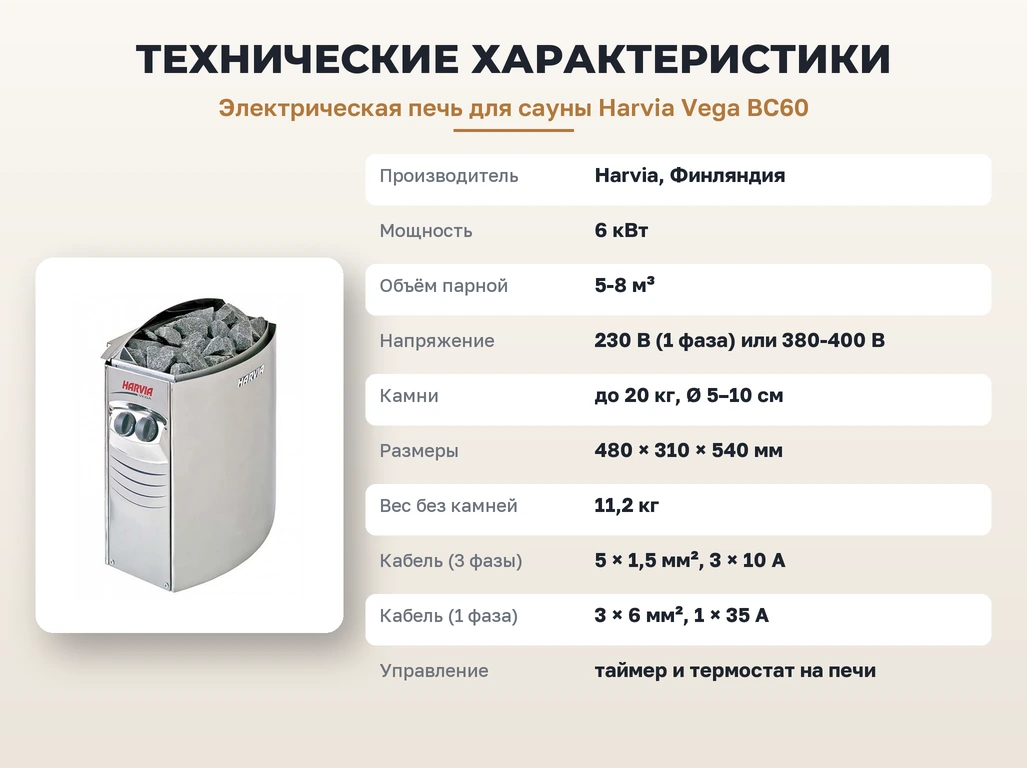 ТЕХНИЧЕСКИЕ ХАРАКТЕРИСТИКИ
Электрическая печь для сауны Harvia Vega BC60
Производитель Harvia, Финляндия
Мощность 6 кВт
Объём парной 5-8 м³
Напряжение 230 В (1 фаза) или 380-400 В
Камни до 20 кг, Ø 5–10 см
Размеры 480 × 310 × 540 мм
Вес без камней 11,2 кг
Кабель (3 фазы) 5 × 1,5 мм², 3 × 10 А
Кабель (1 фаза) 3 × 6 мм², 1 × 35 А
Управление таймер и термостат на печи
HARVIA
HARVIA